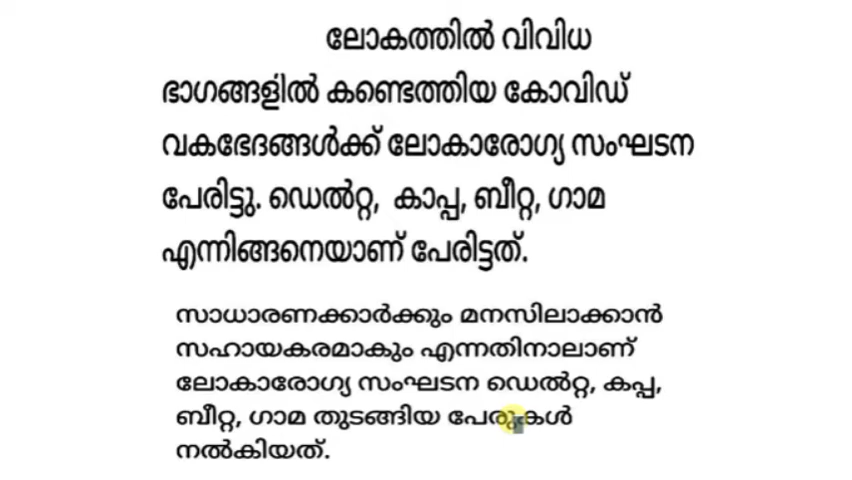 ലോകത്തിൽ വിവിധ
ഭാഗങ്ങളിൽ കണ്ടെത്തിയ കോവിഡ്
വകഭേദങ്ങൾക്ക് ലോകാരോഗ്യ സംഘടന
പേരിട്ടു. ഡെൽറ്റ, കാപ്പ, ബീറ്റ, ഗാമ
എന്നിങ്ങനെയാണ് പേരിട്ടത്.
സാധാരണക്കാർക്കും മനസിലാക്കാൻ
സഹായകരമാകും എന്നതിനാലാണ്
ലോകാരോഗ്യ സംഘടന ഡെൽറ്റ, കപ്പ,
ബീറ്റ, ഗാമ തുടങ്ങിയ പേരുകൾ
നൽകിയത്.